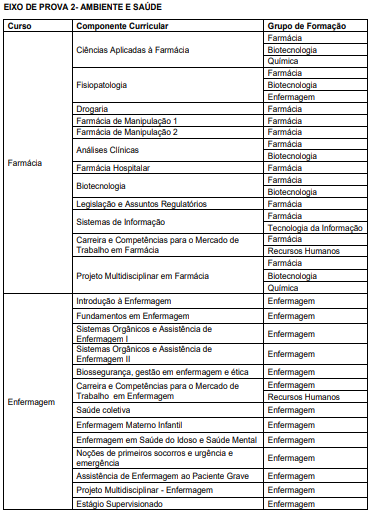 EIXO DE PROVA 2- AMBIENTE E SAÚDE
Curso Componente Curricular Grupo de Formação
Farmácia
Ciências Aplicadas à Farmácia
Farmácia
Biotecnologia
Química
Fisiopatologia
Farmácia
Biotecnologia
Enfermagem
Drogaria Farmácia
Farmácia de Manipulação 1 Farmácia
Farmácia de Manipulação 2 Farmácia
Análises Clínicas
Farmácia
Biotecnologia
Farmácia Hospitalar Farmácia
Biotecnologia
Farmácia
Biotecnologia
Legislação e Assuntos Regulatórios Farmácia
Sistemas de Informação
Farmácia
Tecnologia da Informação
Carreira e Competências para o Mercado de
Trabalho em Farmácia
Farmácia
Recursos Humanos
Projeto Multidisciplinar em Farmácia
Farmácia
Biotecnologia
Química
Enfermagem
Introdução à Enfermagem Enfermagem
Fundamentos em Enfermagem Enfermagem
Sistemas Orgânicos e Assistência de
Enfermagem I
Enfermagem
Sistemas Orgânicos e Assistência de
Enfermagem II
Enfermagem
Biossegurança, gestão em enfermagem e ética Enfermagem
Carreira e Competências para o Mercado de
Trabalho em Enfermagem
Enfermagem
Recursos Humanos
Saúde coletiva Enfermagem
Enfermagem Materno Infantil Enfermagem
Enfermagem em Saúde do Idoso e Saúde Mental Enfermagem
Noções de primeiros socorros e urgência e
emergência
Enfermagem
Assistência de Enfermagem ao Paciente Grave Enfermagem
Projeto Multidisciplinar - Enfermagem Enfermagem
Estágio Supervisionado Enfermagem